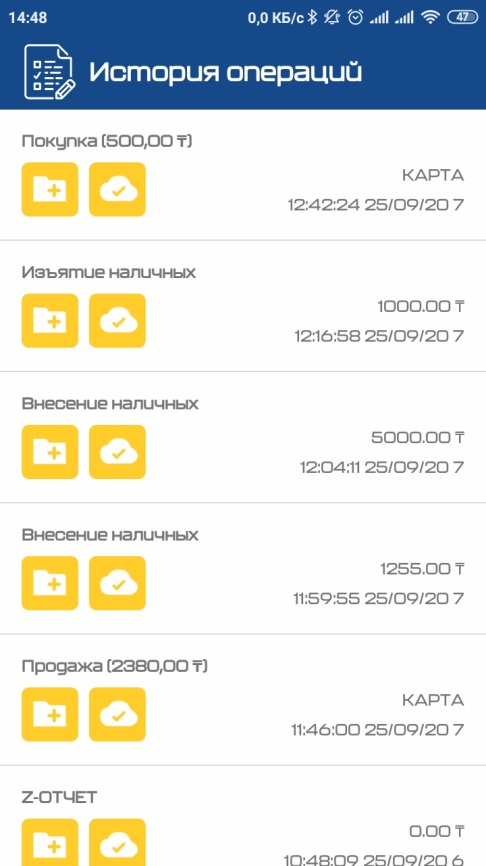 14:48
0,0 КБ/с
47
История операций
Покупка (500,00 ₸)
КАРТА
12:42:24 25/09/20 7
Изъятие наличных
1000.00 ₸
12:16:58 25/09/20 7
Внесение наличных
5000.00 ₸
12:04:11 25/09/20 7
Внесение наличных
1255.00 ₸
11:59:55 25/09/20 7
Продажа (2380,00 ₸)
КАРТА
11:46:00 25/09/20 7
Z-ОТЧЕТ
0.00 ₸
10:48:09 25/09/20 6